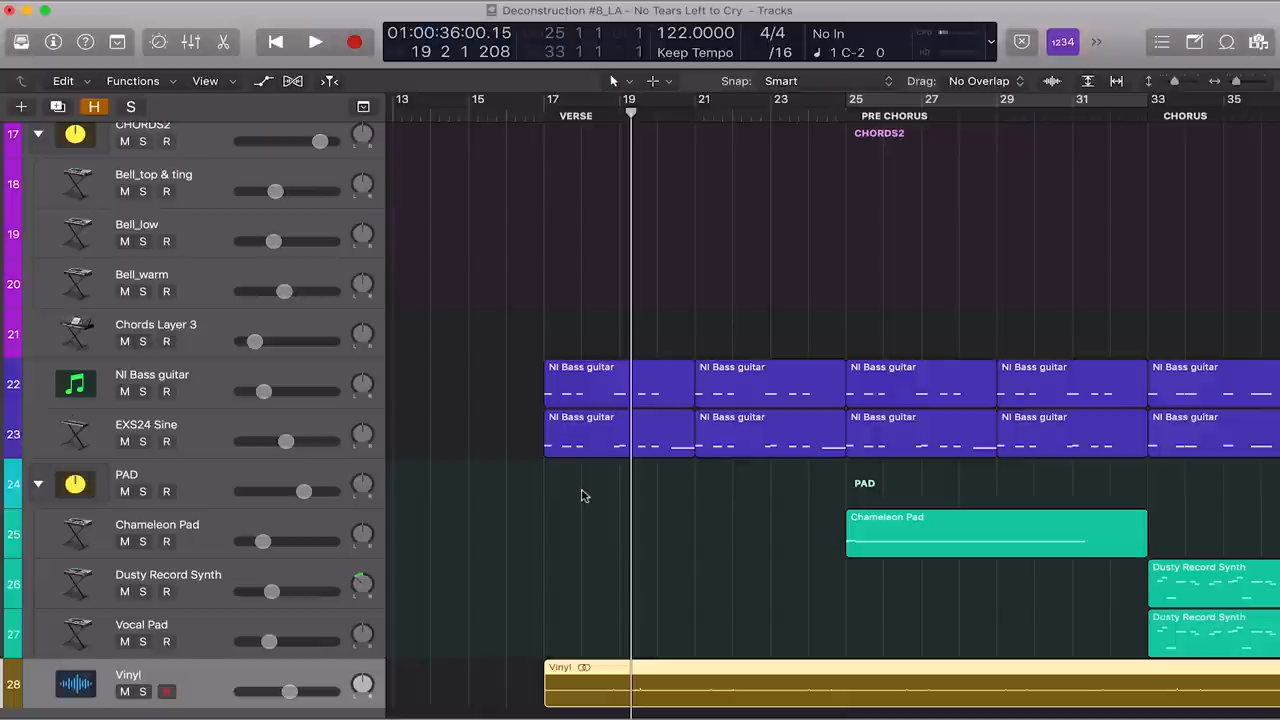 Deconstruction #8_LA - No Tears Left to Cry - Tracks
01:00:36:00.15 25 1 1 1 122.0000 4/4 No In
19 2 1 208 33 1 1 1 Keep Tempo /16 1 C-2 0
CPU
HD
1234
Edit Functions View Snap: Smart Drag: No Overlap
H S
13 15 17 19 21 23 25 27 29 31 33 35
VERSE PRE CHORUS CHORUS
17 CHORDS2
M S R
CHORDS2
18 Bell_top & ting
M S R
19 Bell_low
M S R
20 Bell_warm
M S R
21 Chords Layer 3
M S R
22 NI Bass guitar
M S R
NI Bass guitar NI Bass guitar NI Bass guitar NI Bass guitar NI Bass guitar
23 EXS24 Sine
M S R
NI Bass guitar NI Bass guitar NI Bass guitar NI Bass guitar NI Bass guitar
24 PAD
M S R
PAD
25 Chameleon Pad
M S R
Chameleon Pad
26 Dusty Record Synth
M S R
Dusty Record Synth
27 Vocal Pad
M S R
Dusty Record Synth
28 Vinyl
M S R
Vinyl